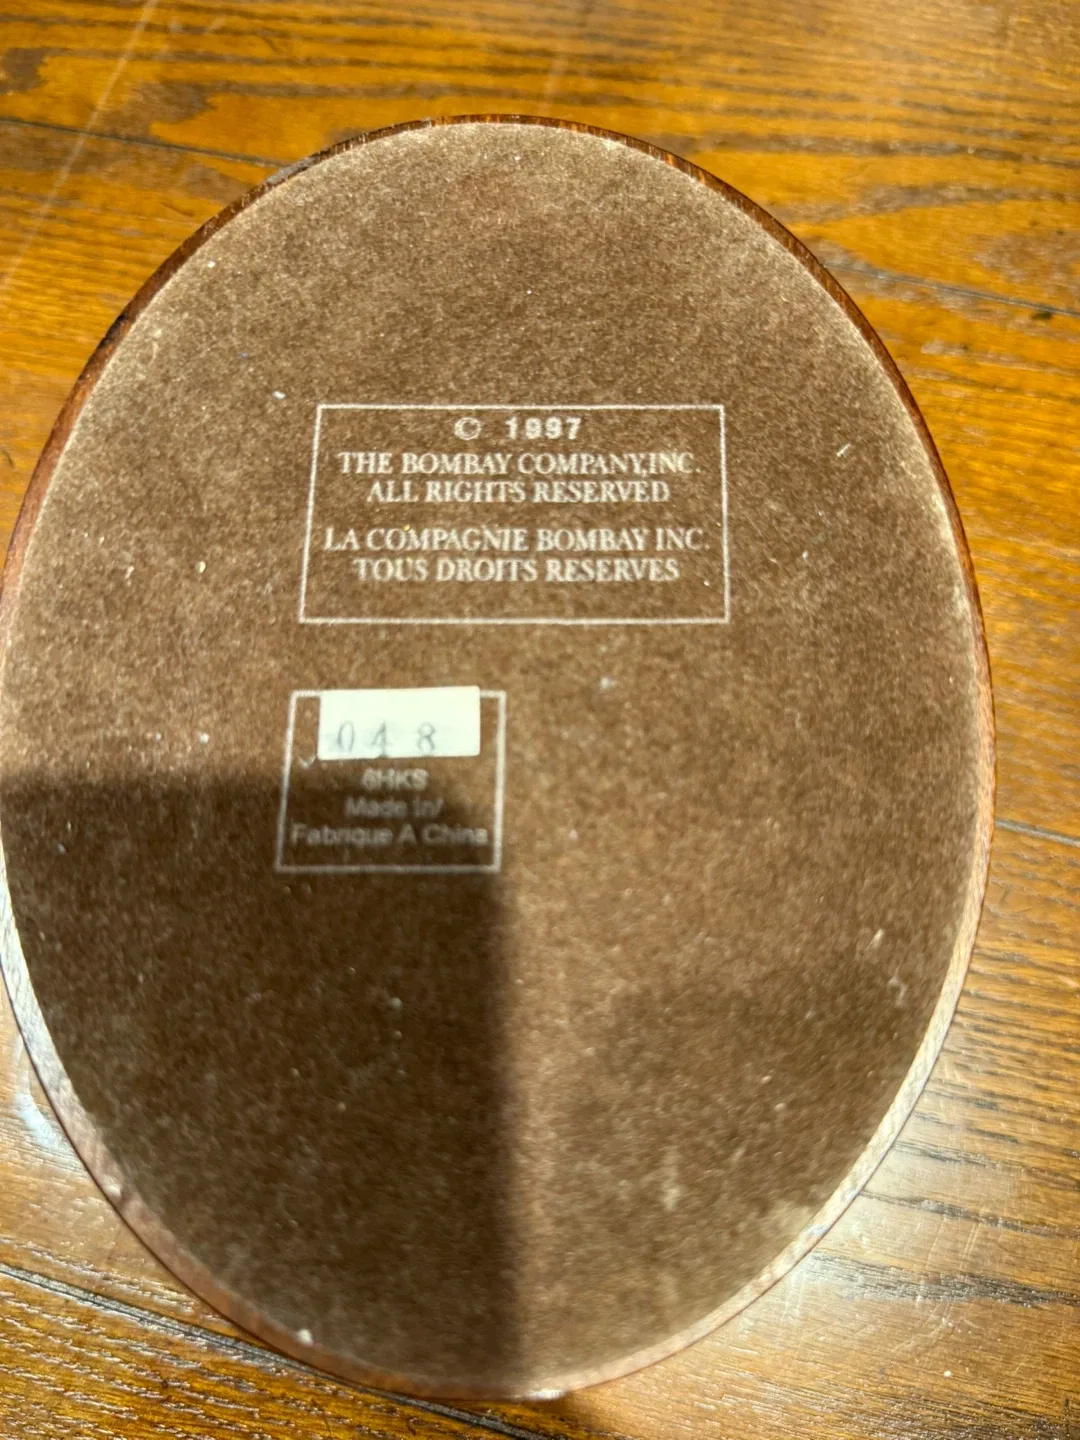 © 1997
THE BOMBAY COMPANY,INC.
ALL RIGHTS RESERVED
LA COMPAGNIE BOMBAY INC.
TOUS DROITS RESERVES
048
6HKS
Made In/
Fabrique A China